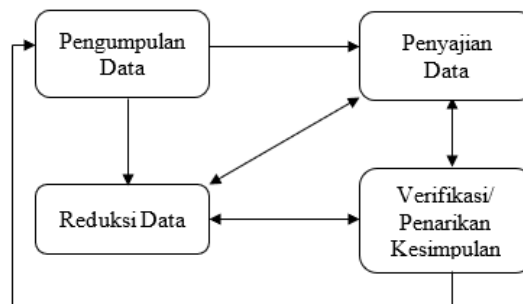 Pengumpulan
Data
Penyajian
Data
Reduksi Data
Verifikasi/
Penarikan
Kesimpulan